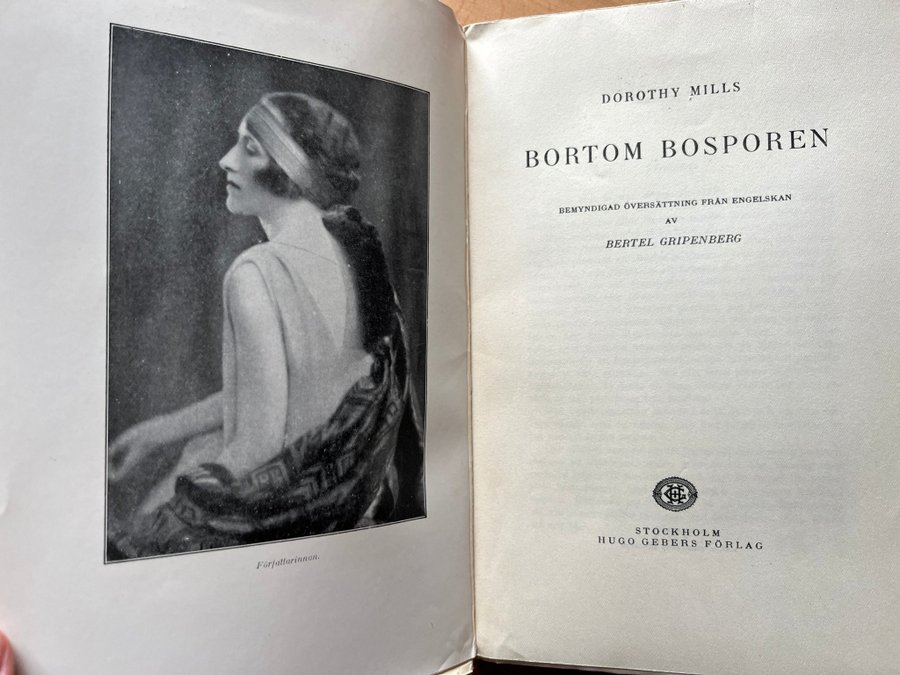 Författarinnan.
DOROTHY MILLS
BORTOM BOSPOREN
BEMYNDIGAD ÖVERSÄTTNING FRÅN ENGELSKAN
AV
BERTEL GRIPENBERG
STOCKHOLM
HUGO GEBERS FÖRLAG